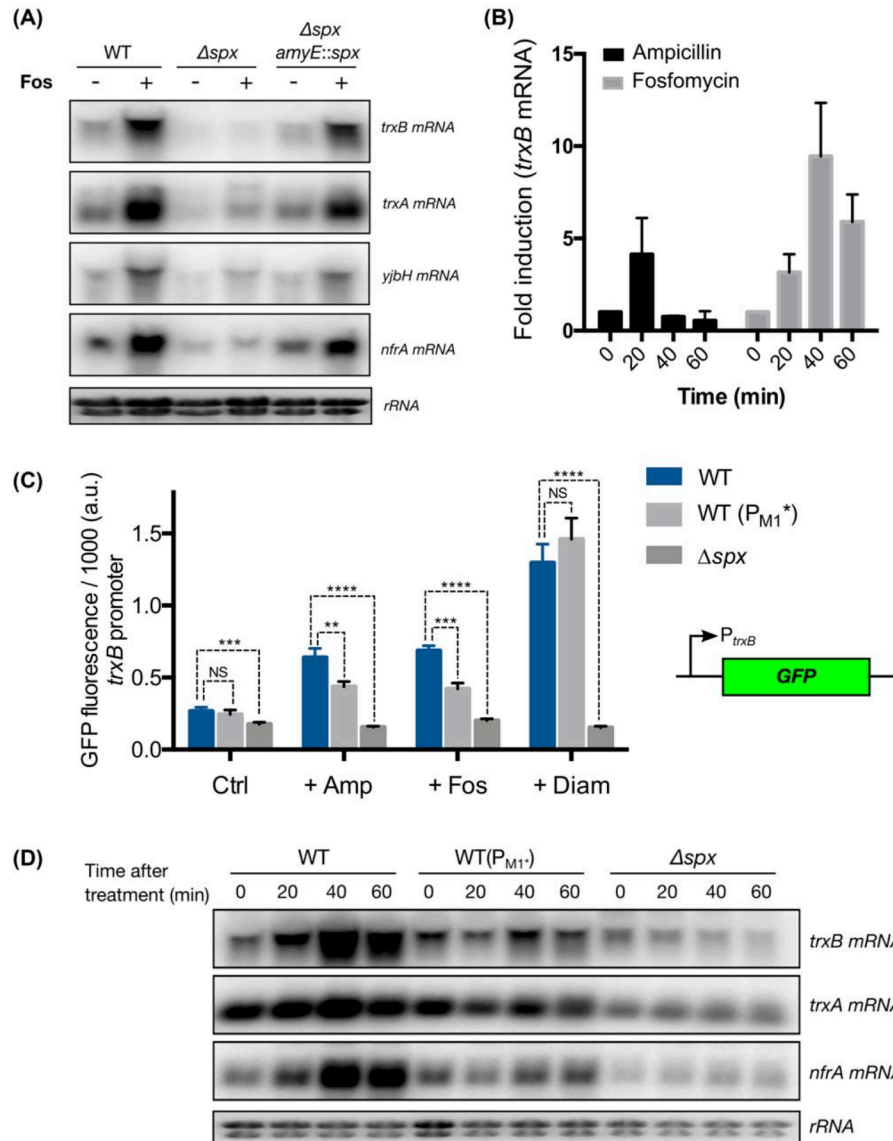 (A)
WT Δspx Δspx amyE::spx
Fos - + - + - +
trxB mRNA
trxA mRNA
yjbH mRNA
nfrA mRNA
rRNA
(B)
Ampicillin
Fosfomycin
Fold induction (trxB mRNA)
15
10
5
0
0 20 40 60 0 20 40 60
Time (min)
(C)
GFP fluorescence / 1000 (a.u.)
trxB promoter
1.5
1.0
0.5
0.0
*** NS
**** **
**** ***
**** NS
Ctrl + Amp + Fos + Diam
WT
WT (PM1*)
Δspx
PtrxB
GFP
(D)
Time after
treatment (min)
WT WT(PM1*) Δspx
0 20 40 60 0 20 40 60 0 20 40 60
trxB mRNA
trxA mRNA
nfrA mRNA
rRNA